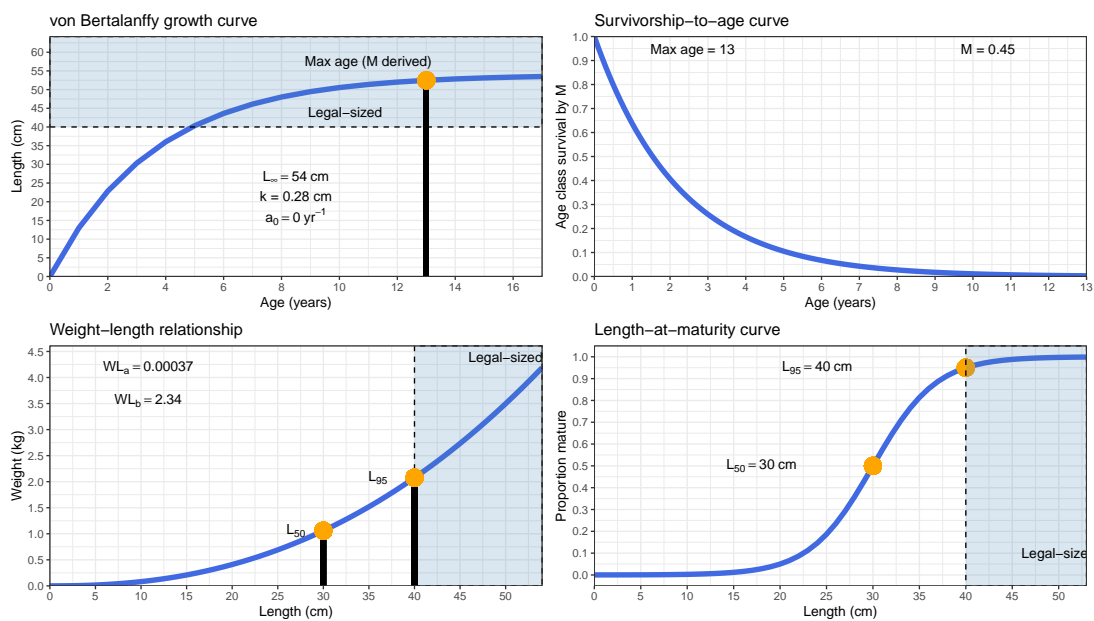 von Bertalanffy growth curve
Length (cm)
60
55
50
45
40
35
30
25
20
15
10
5
0
Max age (M derived)
Legal−sized
L∞ = 54 cm
k = 0.28 cm
a₀ = 0 yr⁻¹
0 2 4 6 8 10 12 14 16
Age (years)
Survivorship−to−age curve
Age class survival by M
1.0
0.9
0.8
0.7
0.6
0.5
0.4
0.3
0.2
0.1
0.0
Max age = 13 M = 0.45
0 1 2 3 4 5 6 7 8 9 10 11 12 13
Age (years)
Weight−length relationship
Weight (kg)
4.5
4.0
3.5
3.0
2.5
2.0
1.5
1.0
0.5
0.0
WLₐ = 0.00037
Legal−sized
WL_b = 2.34
L₉₅
L₅₀
0 5 10 15 20 25 30 35 40 45 50
Length (cm)
Length−at−maturity curve
Proportion mature
1.0
0.9
0.8
0.7
0.6
0.5
0.4
0.3
0.2
0.1
0.0
L₉₅ = 40 cm
L₅₀ = 30 cm
Legal−size
0 5 10 15 20 25 30 35 40 45 50
Length (cm)